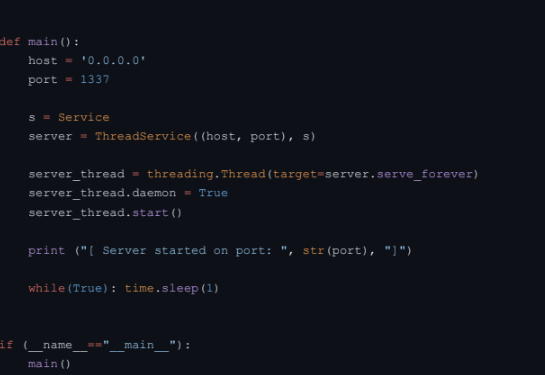 def main():
    host = '0.0.0.0'
    port = 1337

    s = Service
    server = ThreadService((host, port), s)

    server_thread = threading.Thread(target=server.serve_forever)
    server_thread.daemon = True
    server_thread.start()

    print ("[ Server started on port: ", str(port), "]")

    while(True): time.sleep(1)


if (__name__=="__main__"):
    main()